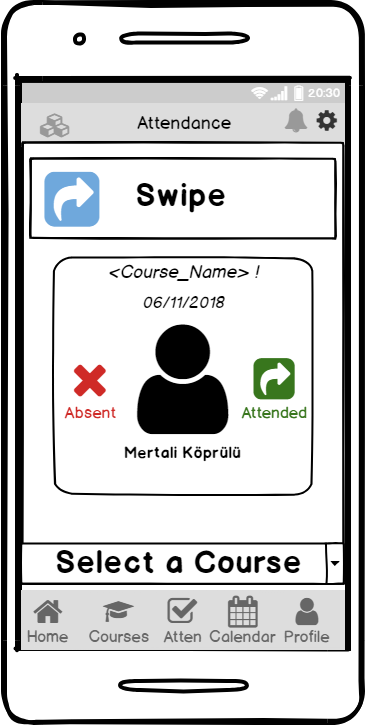 20:30
Attendance
Swipe
<Course_Name> !
06/11/2018
Absent
Attended
Mertali Köprülü
Select a Course
Home Courses Atten Calendar Profile